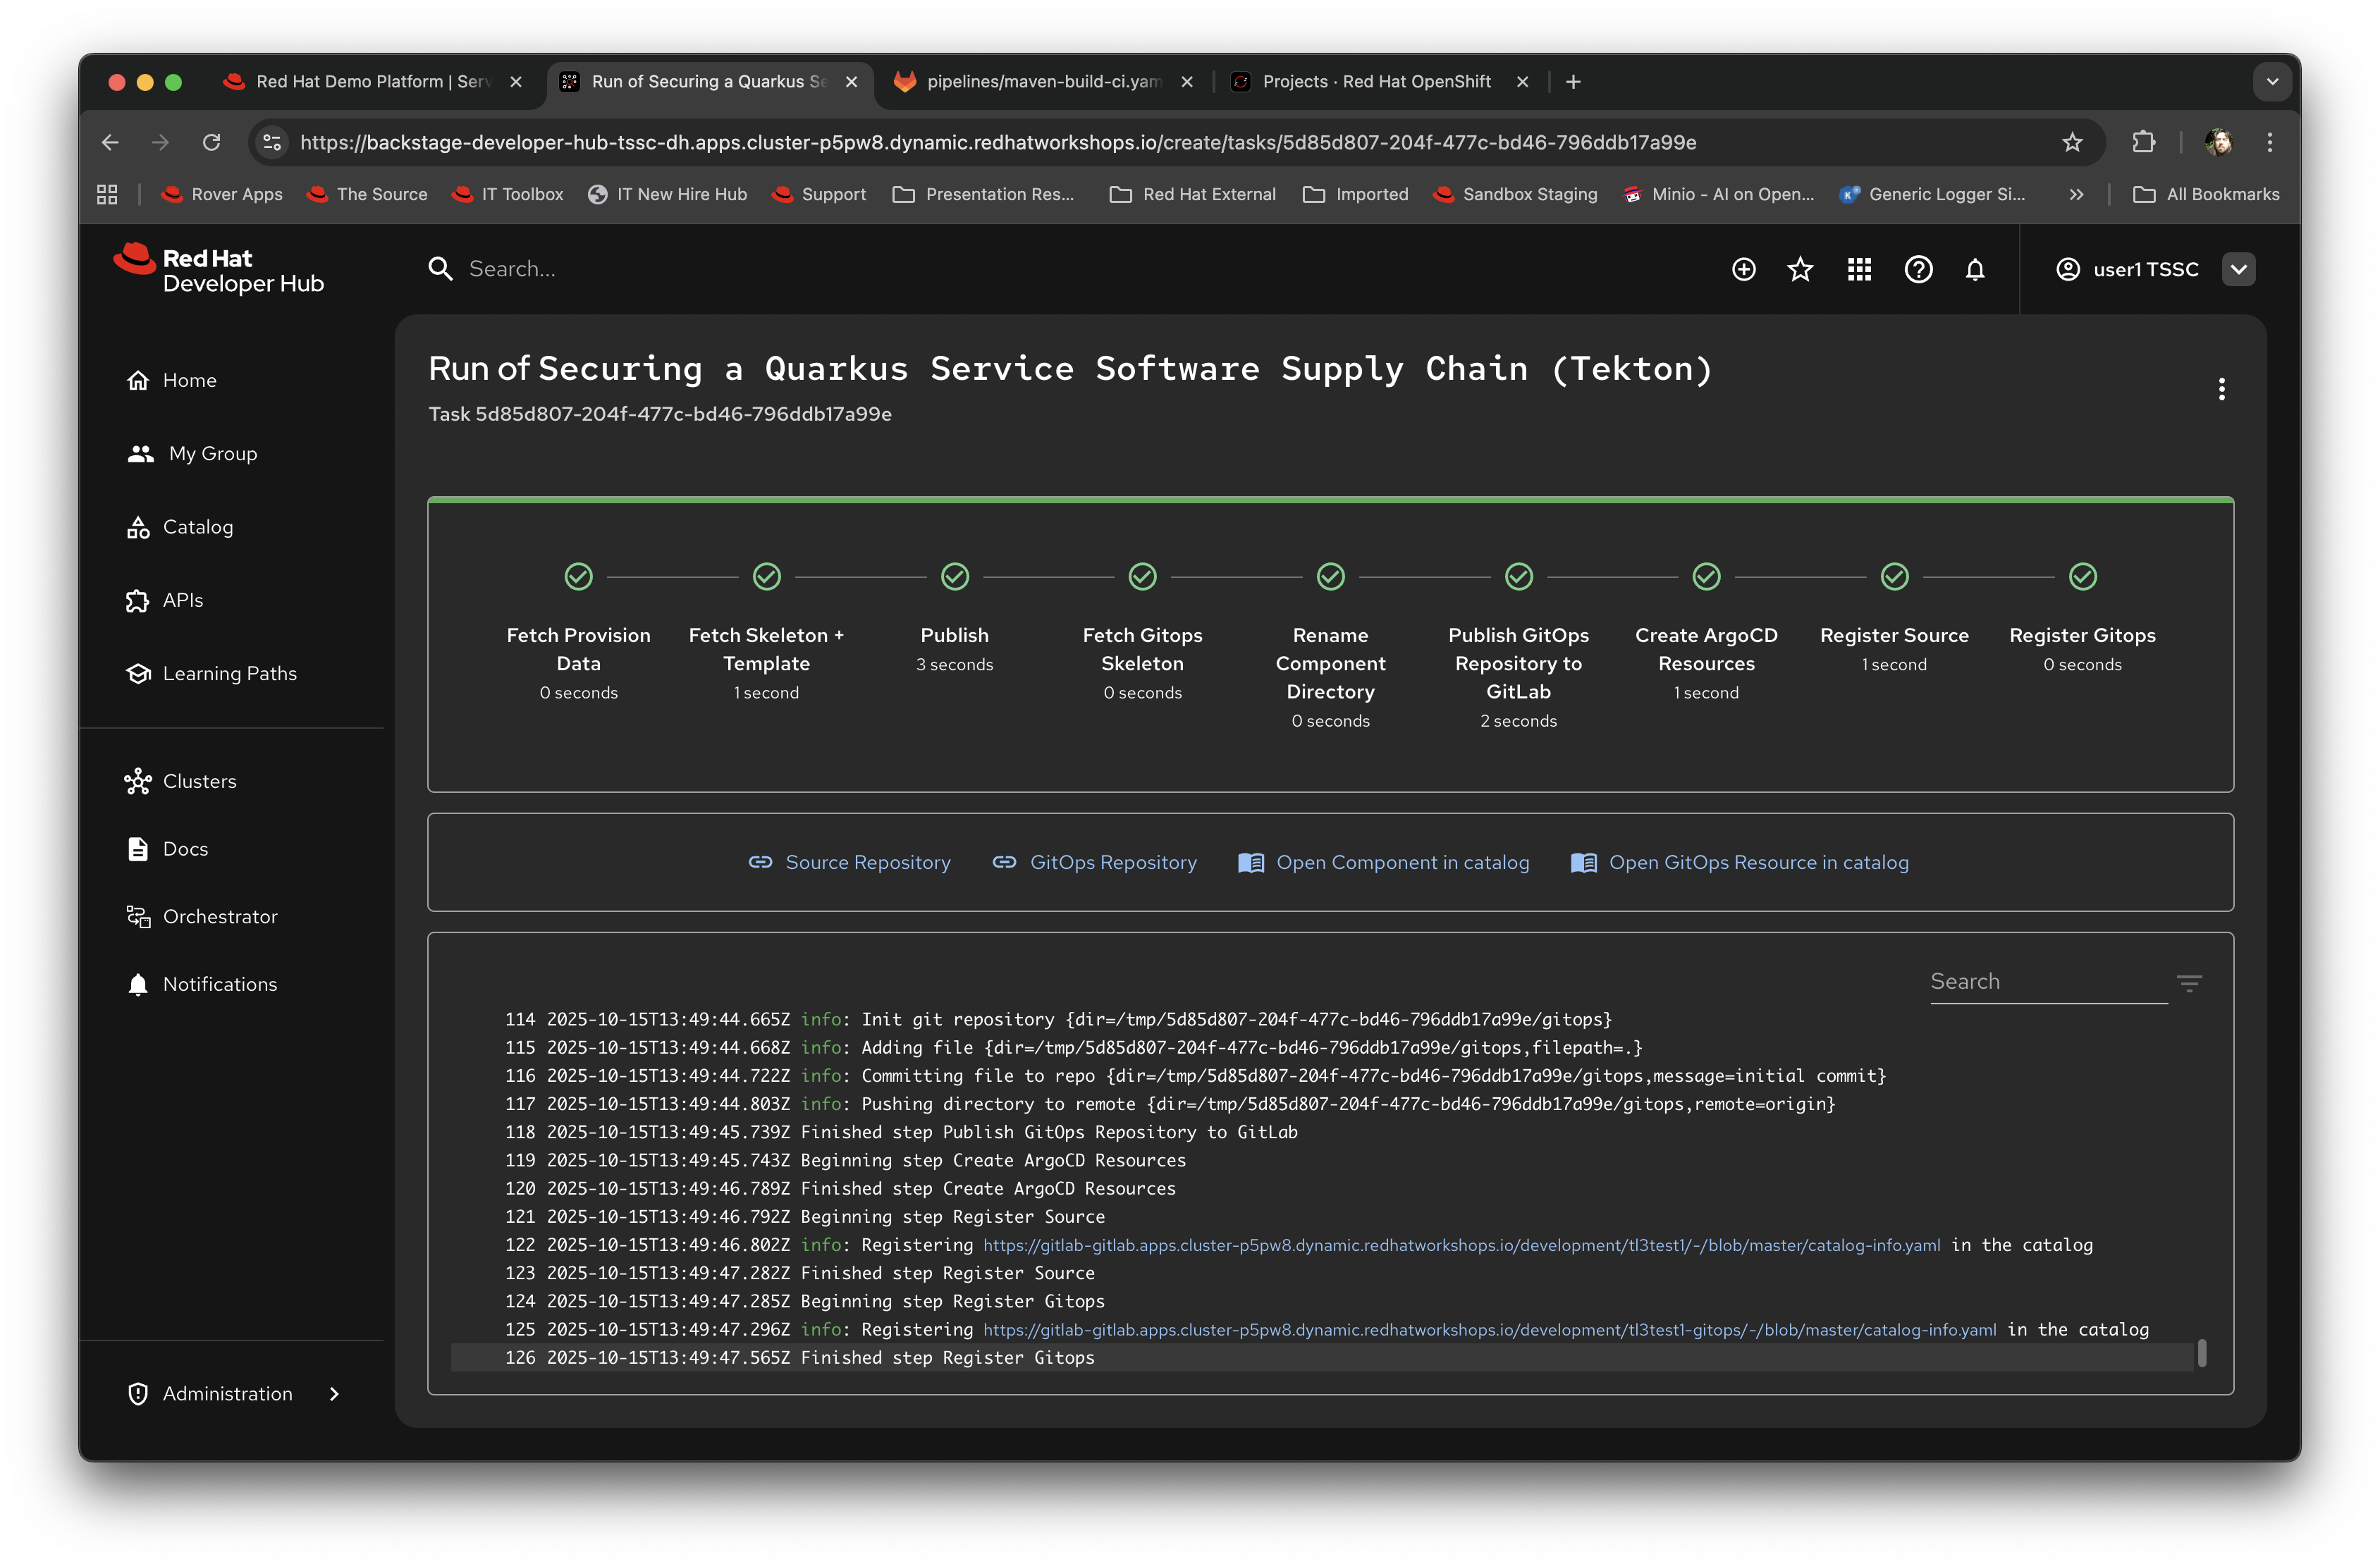 Red Hat Demo Platform | Serv
Run of Securing a Quarkus Se
pipelines/maven-build-ci.yam
Projects · Red Hat OpenShift
https://backstage-developer-hub-tssc-dh.apps.cluster-p5pw8.dynamic.redhatworkshops.io/create/tasks/5d85d807-204f-477c-bd46-796ddb17a99e
Rover Apps
The Source
IT Toolbox
IT New Hire Hub
Support
Presentation Res...
Red Hat External
Imported
Sandbox Staging
Minio - AI on Open...
Generic Logger Si...
All Bookmarks
Red Hat
Developer Hub
Search...
user1 TSSC
Home
My Group
Catalog
APIs
Learning Paths
Clusters
Docs
Orchestrator
Notifications
Administration
Run of Securing a Quarkus Service Software Supply Chain (Tekton)
Task 5d85d807-204f-477c-bd46-796ddb17a99e
Fetch Provision
Data
0 seconds
Fetch Skeleton +
Template
1 second
Publish
3 seconds
Fetch Gitops
Skeleton
0 seconds
Rename
Component
Directory
0 seconds
Publish GitOps
Repository to
GitLab
2 seconds
Create ArgoCD
Resources
1 second
Register Source
1 second
Register Gitops
0 seconds
Source Repository
GitOps Repository
Open Component in catalog
Open GitOps Resource in catalog
Search
114 2025-10-15T13:49:44.665Z info: Init git repository {dir=/tmp/5d85d807-204f-477c-bd46-796ddb17a99e/gitops}
115 2025-10-15T13:49:44.668Z info: Adding file {dir=/tmp/5d85d807-204f-477c-bd46-796ddb17a99e/gitops,filepath=.}
116 2025-10-15T13:49:44.722Z info: Committing file to repo {dir=/tmp/5d85d807-204f-477c-bd46-796ddb17a99e/gitops,message=initial commit}
117 2025-10-15T13:49:44.803Z info: Pushing directory to remote {dir=/tmp/5d85d807-204f-477c-bd46-796ddb17a99e/gitops,remote=origin}
118 2025-10-15T13:49:45.739Z Finished step Publish GitOps Repository to GitLab
119 2025-10-15T13:49:45.743Z Beginning step Create ArgoCD Resources
120 2025-10-15T13:49:46.789Z Finished step Create ArgoCD Resources
121 2025-10-15T13:49:46.792Z Beginning step Register Source
122 2025-10-15T13:49:46.802Z info: Registering https://gitlab-gitlab.apps.cluster-p5pw8.dynamic.redhatworkshops.io/development/tl3test1/-/blob/master/catalog-info.yaml in the catalog
123 2025-10-15T13:49:47.282Z Finished step Register Source
124 2025-10-15T13:49:47.285Z Beginning step Register Gitops
125 2025-10-15T13:49:47.296Z info: Registering https://gitlab-gitlab.apps.cluster-p5pw8.dynamic.redhatworkshops.io/development/tl3test1-gitops/-/blob/master/catalog-info.yaml in the catalog
126 2025-10-15T13:49:47.565Z Finished step Register Gitops